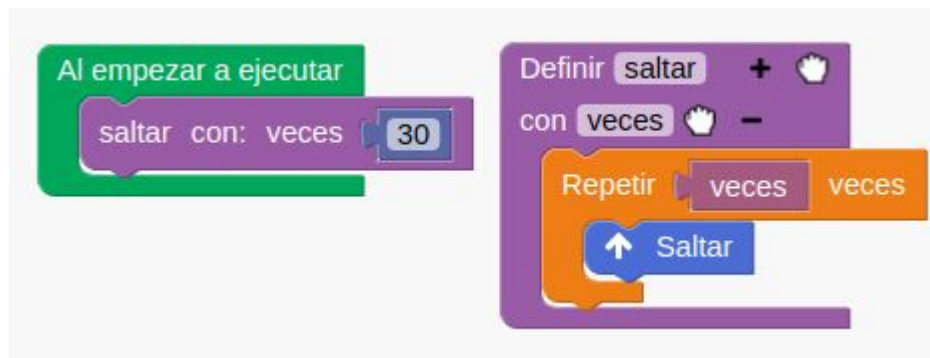 Al empezar a ejecutar
saltar con: veces 30
Definir saltar +
con veces -
Repetir veces veces
Saltar